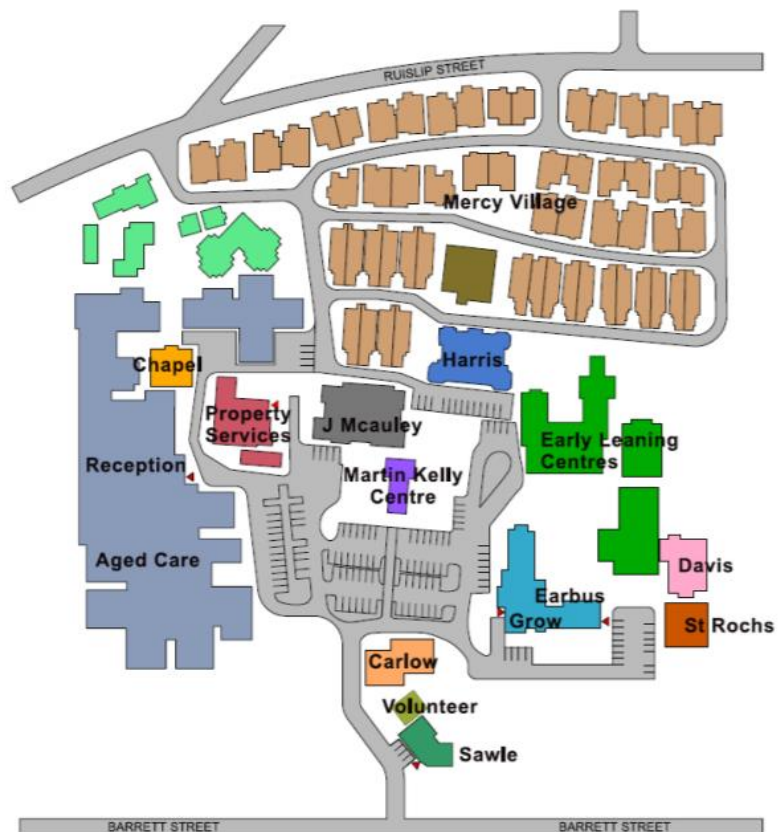 RUISLIP STREET
Mercy Village
Harris
Chapel
Property
Services
J Mcauley
Early Leaning
Centres
Reception
Martin Kelly
Centre
Aged Care
Davis
Earbus
Grow
St Rochs
Carlow
Volunteer
Sawle
BARRETT STREET
BARRETT STREET